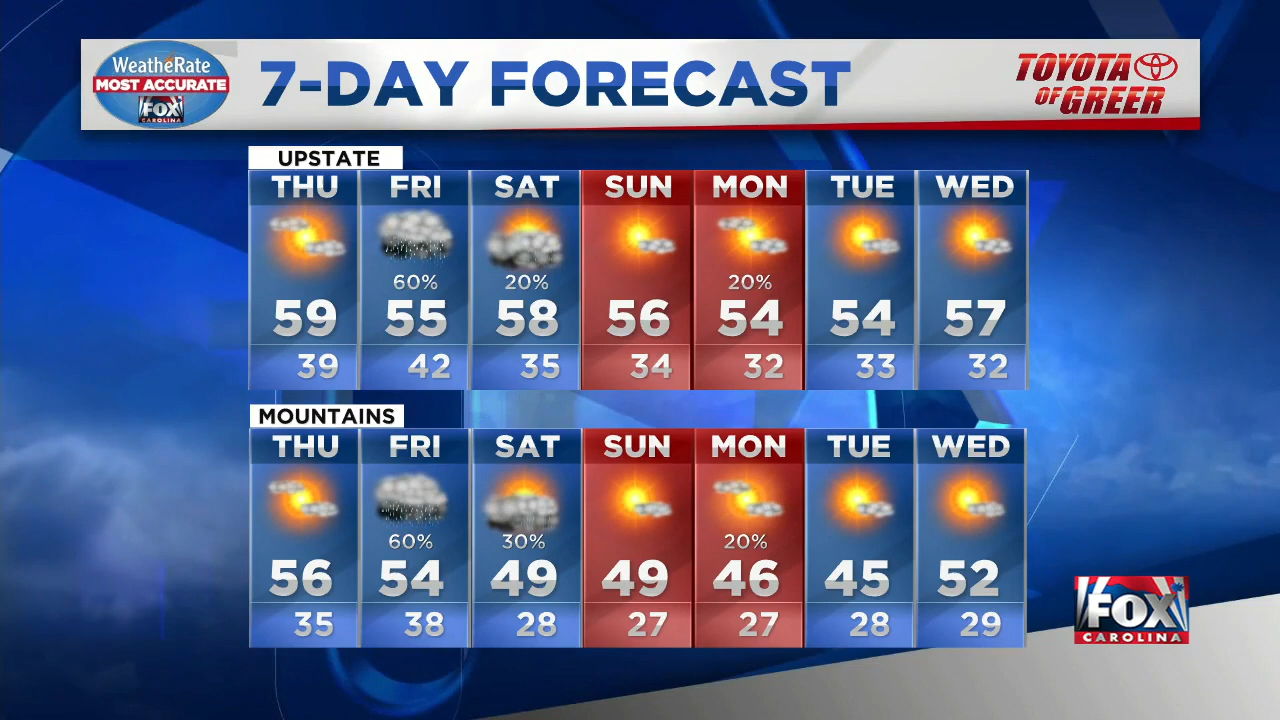 WeatheRate
MOST ACCURATE
FOX
CAROLINA
7-DAY FORECAST
TOYOTA
OF GREER
UPSTATE
THU FRI SAT SUN MON TUE WED
60% 20% 20%
59 55 58 56 54 54 57
39 42 35 34 32 33 32
MOUNTAINS
THU FRI SAT SUN MON TUE WED
60% 30% 20%
56 54 49 49 46 45 52
35 38 28 27 27 28 29
FOX
CAROLINA